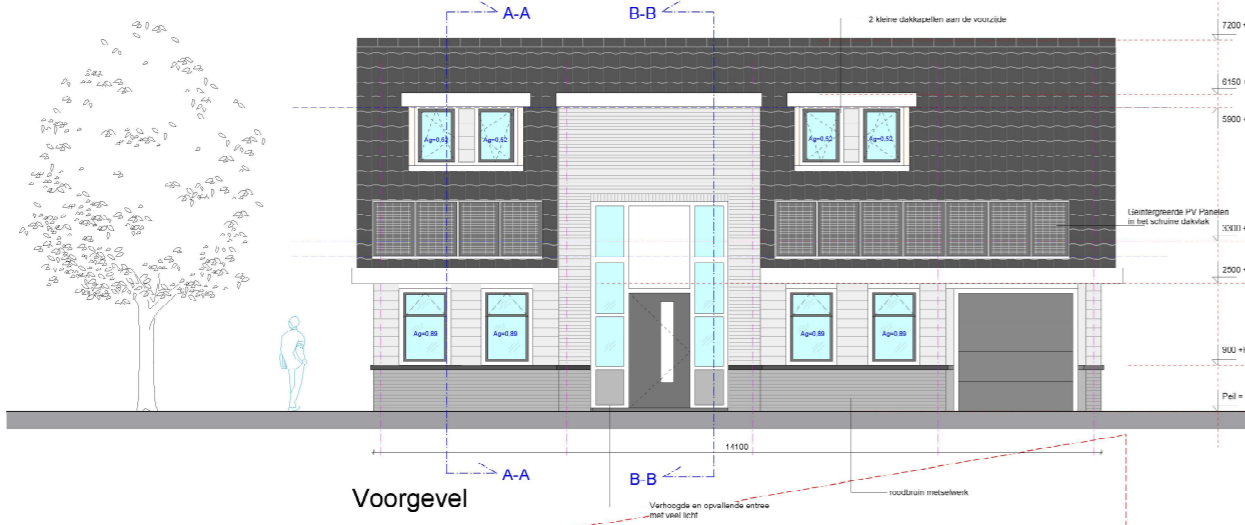 A-A
B-B
2 kleine dakkapellen aan de voorzijde
7200 +
6150
5900 +
Ag=0,52
Ag=0,52
Ag=0,52
Ag=0,52
Geintergreerde PV Panelen
in het schuine dakvlak
3300 +
2500 +
Ag=0,89
Ag=0,89
Ag=0,89
Ag=0,89
900 +
Peil =
14100
A-A
B-B
Voorgevel
Verhoogde en opvallende entree
met veel licht
roodbruin metselwerk